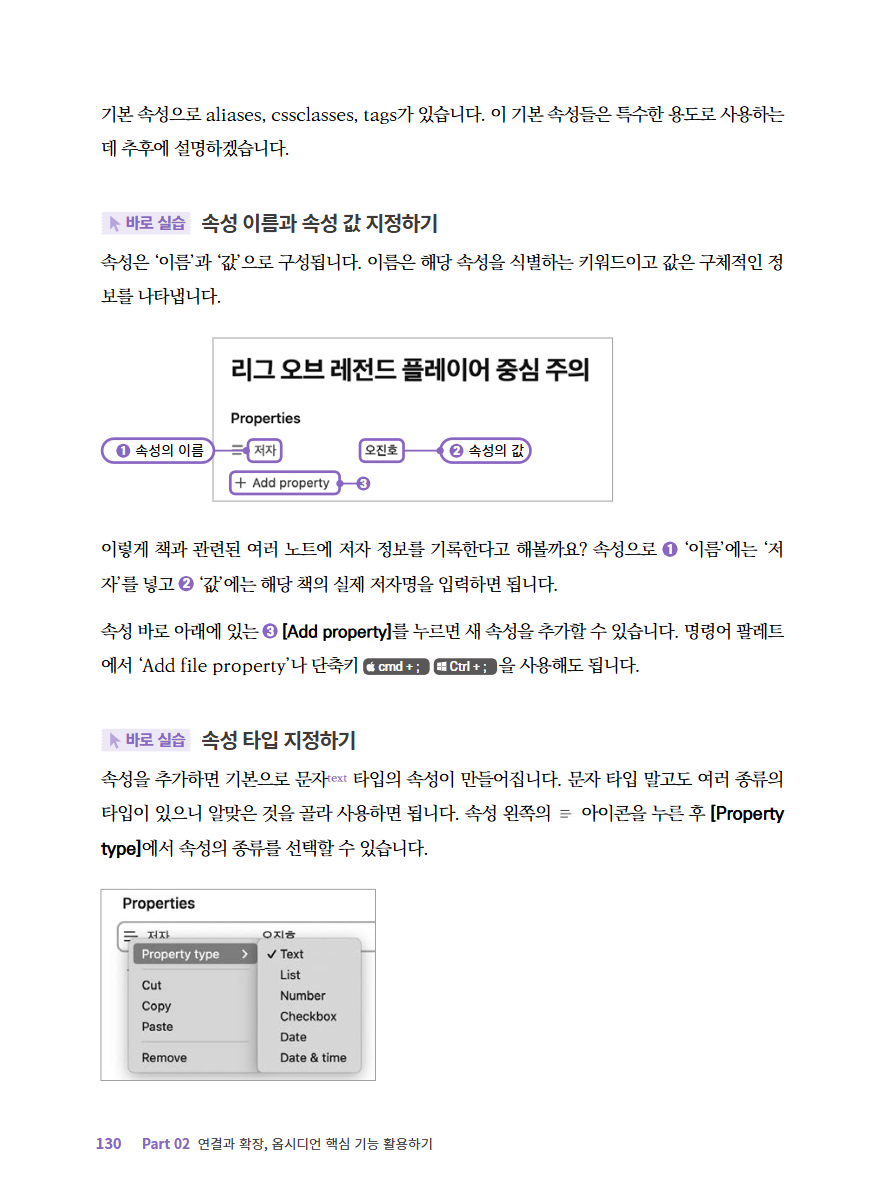 기본 속성으로 aliases, cssclasses, tags가 있습니다. 이 기본 속성들은 특수한 용도로 사용하는
데 추후에 설명하겠습니다.
바로 실습 속성 이름과 속성 값 지정하기
속성은 ‘이름’과 ‘값’으로 구성됩니다. 이름은 해당 속성을 식별하는 키워드이고 값은 구체적인 정
보를 나타냅니다.
리그 오브 레전드 플레이어 중심 주의
Properties
❶ 속성의 이름 저자 오진호 ❷ 속성의 값
+ Add property ❸
이렇게 책과 관련된 여러 노트에 저자 정보를 기록한다고 해볼까요? 속성으로 ❶ ‘이름’에는 ‘저
자’를 넣고 ❷ ‘값’에는 해당 책의 실제 저자명을 입력하면 됩니다.
속성 바로 아래에 있는 ❸ [Add property]를 누르면 새 속성을 추가할 수 있습니다. 명령어 팔레트
에서 ‘Add file property’나 단축키 cmd + ; Ctrl + ; 을 사용해도 됩니다.
바로 실습 속성 타입 지정하기
속성을 추가하면 기본으로 문자text 타입의 속성이 만들어집니다. 문자 타입 말고도 여러 종류의
타입이 있으니 알맞은 것을 골라 사용하면 됩니다. 속성 왼쪽의 아이콘을 누른 후 [Property
type]에서 속성의 종류를 선택할 수 있습니다.
Properties
저자 오진호
Property type > ✓ Text
List
Cut
Number
Copy
Checkbox
Paste
Date
Remove Date & time
130 Part 02 연결과 확장, 옵시디언 핵심 기능 활용하기